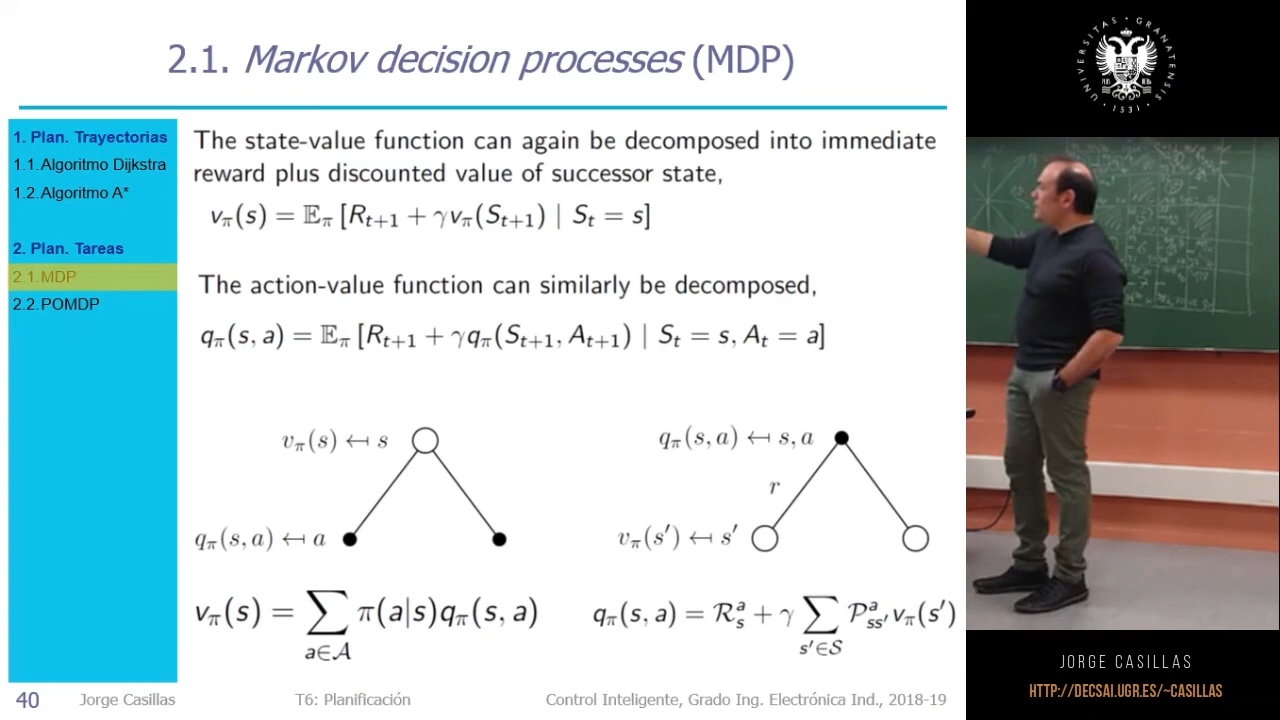 2.1. Markov decision processes (MDP)
1. Plan. Trayectorias
1.1. Algoritmo Dijkstra
1.2. Algoritmo A*
2. Plan. Tareas
2.1. MDP
2.2. POMDP
The state-value function can again be decomposed into immediate
reward plus discounted value of successor state,
vπ(s) = 𝔼π [Rt+1 + γvπ(St+1) | St = s]
The action-value function can similarly be decomposed,
qπ(s, a) = 𝔼π [Rt+1 + γqπ(St+1, At+1) | St = s, At = a]
vπ(s) ↤ s
qπ(s, a) ↤ a
vπ(s) = ∑a∈𝒜 π(a|s)qπ(s, a)
qπ(s, a) ↤ s, a
r
vπ(s′) ↤ s′
qπ(s, a) = ℛas + γ ∑s′∈𝒮 𝒫ass′ vπ(s′)
40 Jorge Casillas T6: Planificación Control Inteligente, Grado Ing. Electrónica Ind., 2018-19
UNIVERSITAS · GRANATENSIS · 1531 ·
JORGE CASILLAS
HTTP://DECSAI.UGR.ES/~CASILLAS